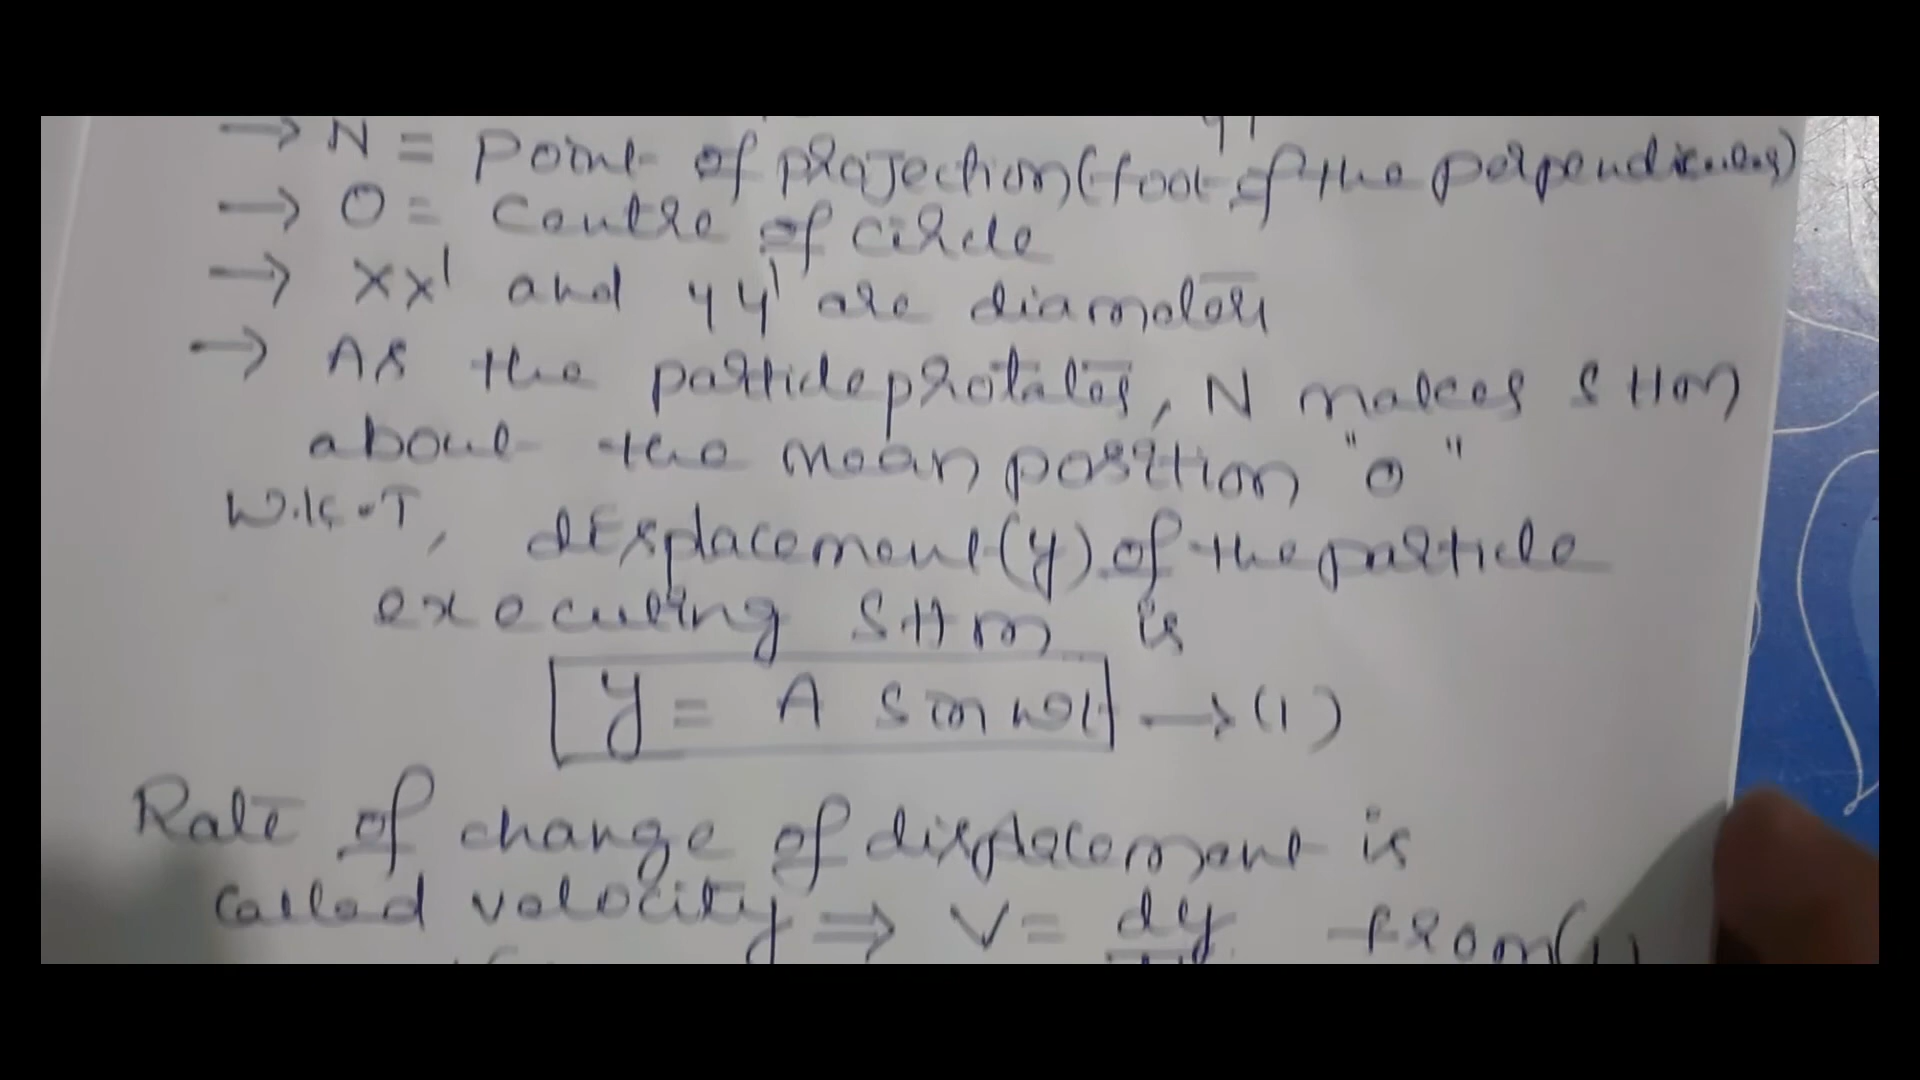 y'
→ N = Point of projection (foot of the perpendicular)
→ O = Centre of circle
→ XX' and YY' are diameters
→ As the particle P rotates, N makes SHM
about the mean position "O"
W.K.T, displacement (y) of the particle
executing SHM is
y = A sin ωt → (1)
Rate of change of displacement is
called velocity ⇒ V = dy from (1)